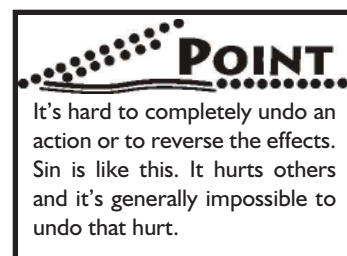 POINT
It's hard to completely undo an
action or to reverse the effects.
Sin is like this. It hurts others
and it's generally impossible to
undo that hurt.